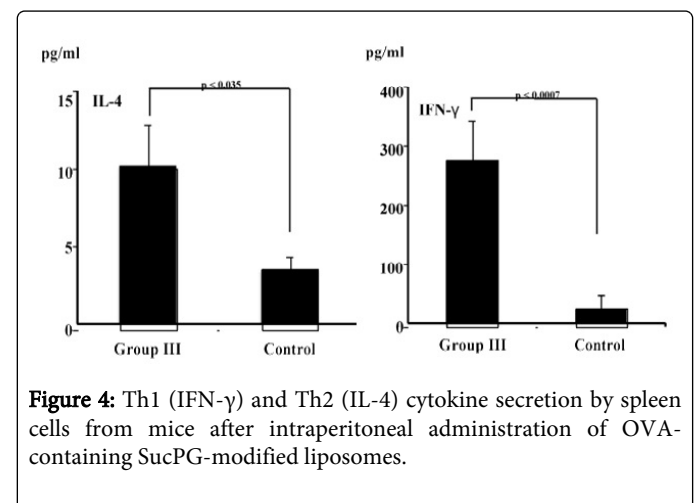 pg/ml
IL-4
p < 0.035
15
10
5
0
Group III
Control
pg/ml
IFN-γ
p < 0.0007
400
300
200
100
0
Group III
Control
Figure 4: Th1 (IFN-γ) and Th2 (IL-4) cytokine secretion by spleen
cells from mice after intraperitoneal administration of OVA-
containing SucPG-modified liposomes.